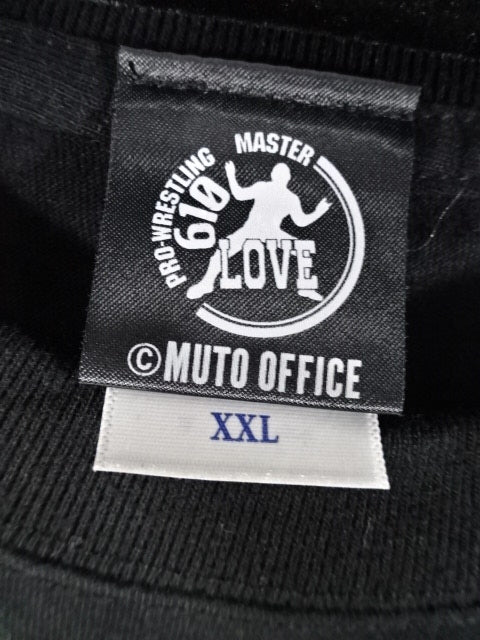 PRO-WRESTLING MASTER
610
LOVE
© MUTO OFFICE
XXL